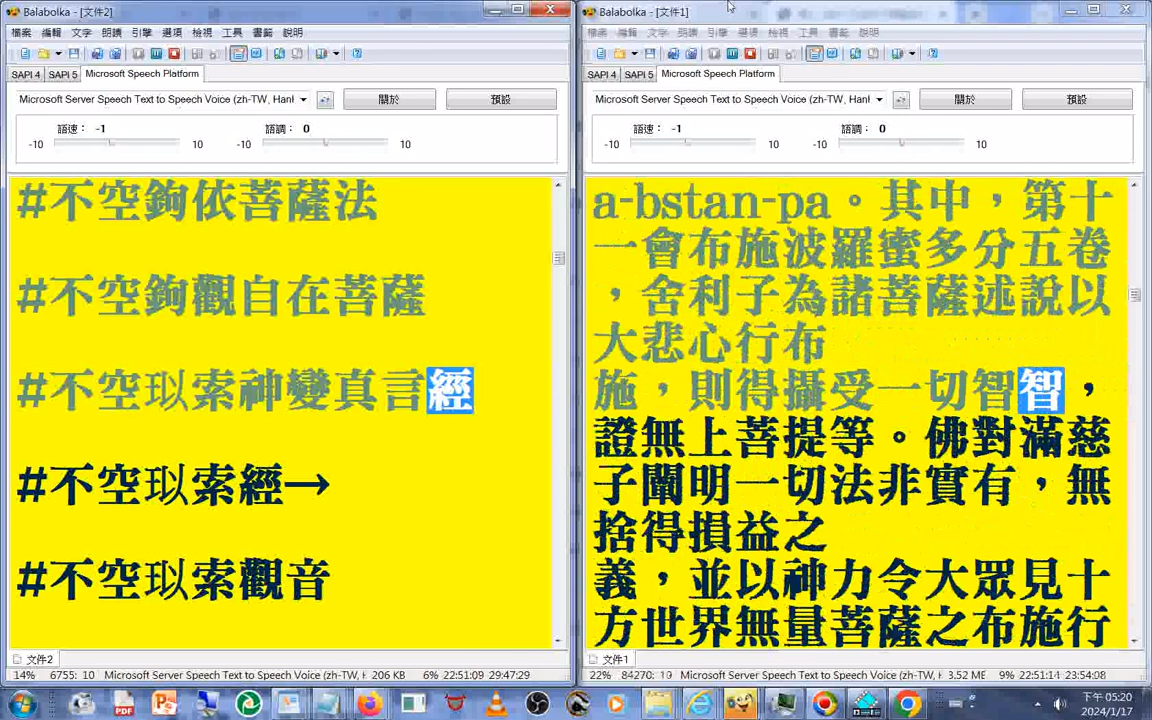 Balabolka - [文件2]
檔案 編輯 文字 朗讀 引擎 選項 檢視 工具 書籤 說明
SAPI 4 SAPI 5 Microsoft Speech Platform
Microsoft Server Speech Text to Speech Voice (zh-TW, Hanl
關於 預設
語速： -1 語調： 0
-10 10 -10 10
#不空鉤依菩薩法
#不空鉤觀自在菩薩
#不空玜索神變真言經
#不空玜索經→
#不空玜索觀音
文件2
14% 6755: 10 Microsoft Server Speech Text to Speech Voice (zh-TW, H 206 KB 6% 22:51:09 29:47:29
Balabolka - [文件1]
檔案 編輯 文字 朗讀 引擎 選項 檢視 工具 書籤 說明
SAPI 4 SAPI 5 Microsoft Speech Platform
Microsoft Server Speech Text to Speech Voice (zh-TW, Hanl
關於 預設
語速： -1 語調： 0
-10 10 -10 10
a-bstan-pa。其中，第十
一會布施波羅蜜多分五卷
，舍利子為諸菩薩述說以
大悲心行布
施，則得攝受一切智智，
證無上菩提等。佛對滿慈
子闡明一切法非實有，無
捨得損益之
義，並以神力令大眾見十
方世界無量菩薩之布施行
文件1
22% 84270: 19 Microsoft Server Speech Text to Speech Voice (zh-TW, H 3.52 MB 9% 22:51:14 23:54:08
下午 05:20
2024/1/17